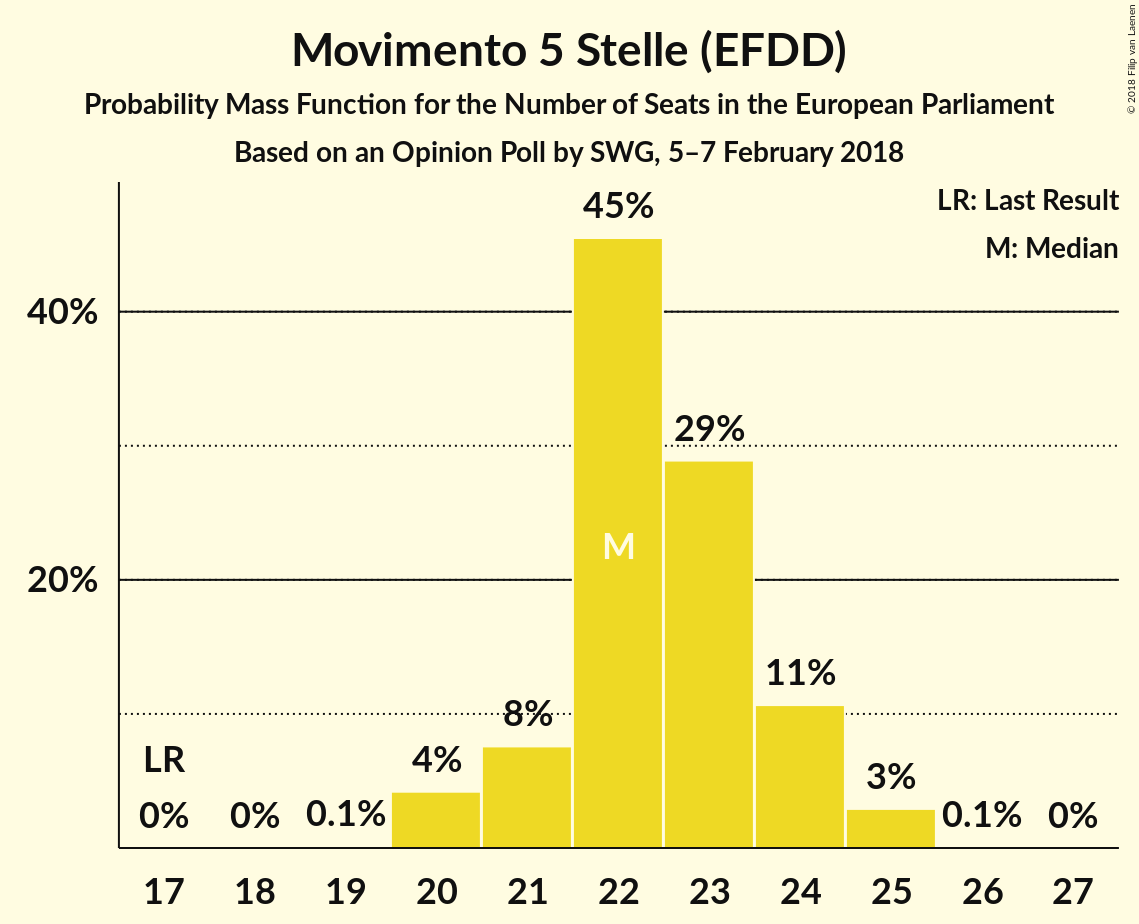 Movimento 5 Stelle (EFDD)
Probability Mass Function for the Number of Seats in the European Parliament
Based on an Opinion Poll by SWG, 5–7 February 2018
© 2018 Filip van Laenen
LR: Last Result
M: Median
40%
20%
LR
0%
0%
0.1%
4%
8%
45%
M
29%
11%
3%
0.1%
0%
17 18 19 20 21 22 23 24 25 26 27